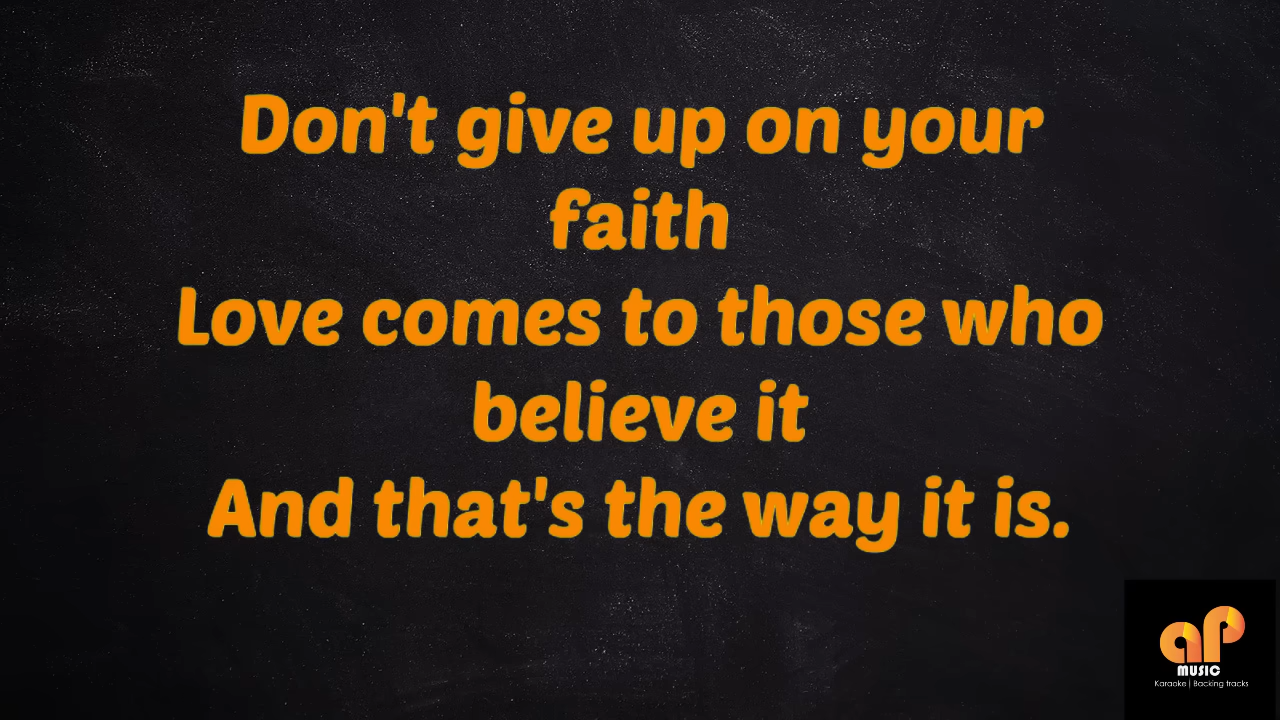 Don't give up on your
faith
Love comes to those who
believe it
And that's the way it is.
aP
MUSIC
Karaoke | Backing tracks